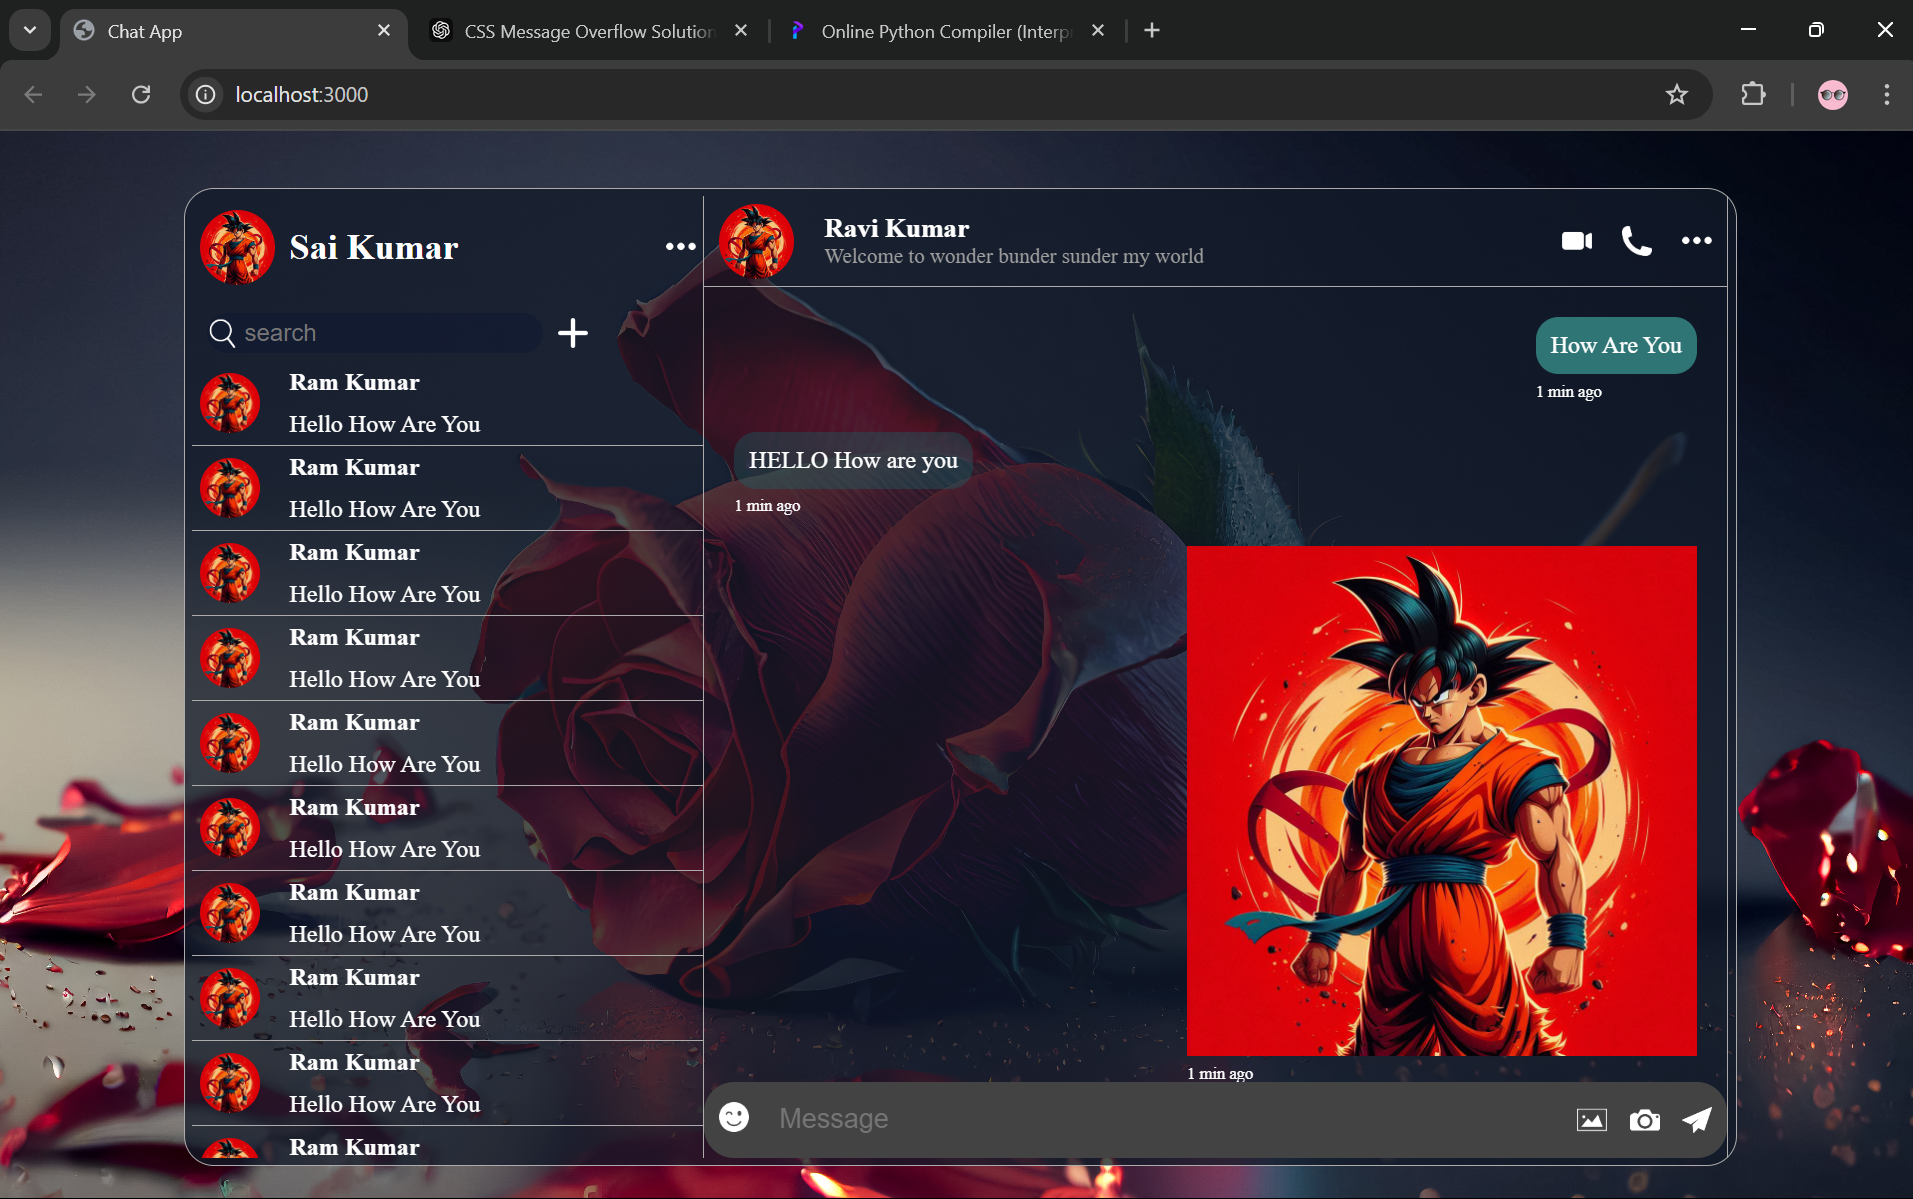 Chat App
CSS Message Overflow Solution
Online Python Compiler (Interp
localhost:3000
Sai Kumar
search
Ram Kumar
Hello How Are You
Ram Kumar
Hello How Are You
Ram Kumar
Hello How Are You
Ram Kumar
Hello How Are You
Ram Kumar
Hello How Are You
Ram Kumar
Hello How Are You
Ram Kumar
Hello How Are You
Ram Kumar
Hello How Are You
Ram Kumar
Hello How Are You
Ram Kumar
Ravi Kumar
Welcome to wonder bunder sunder my world
How Are You
1 min ago
HELLO How are you
1 min ago
1 min ago
Message